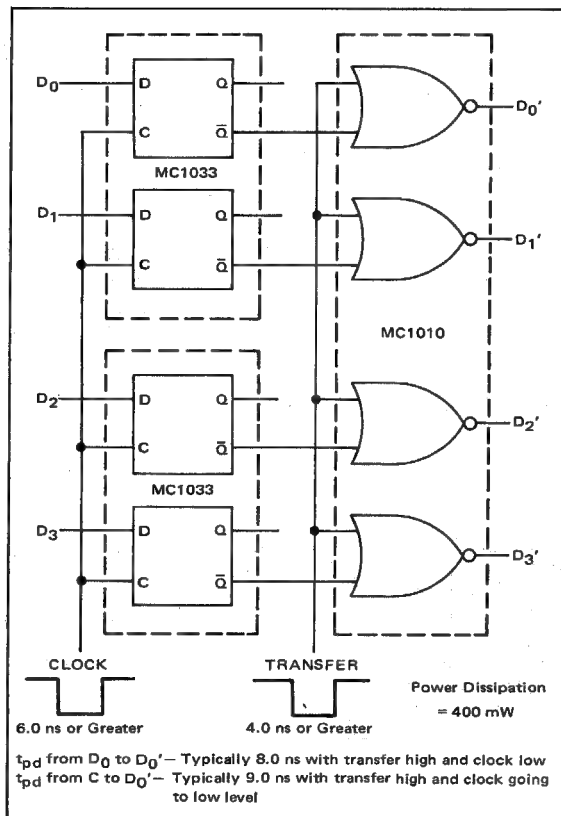 D0 D Q D0'
C Q̅
MC1033
D1 D Q D1'
C Q̅
MC1010
D2 D Q D2'
C Q̅
MC1033
D3 D Q D3'
C Q̅
CLOCK TRANSFER
Power Dissipation
= 400 mW
6.0 ns or Greater 4.0 ns or Greater
tpd from D0 to D0' — Typically 8.0 ns with transfer high and clock low
tpd from C to D0' — Typically 9.0 ns with transfer high and clock going
to low level